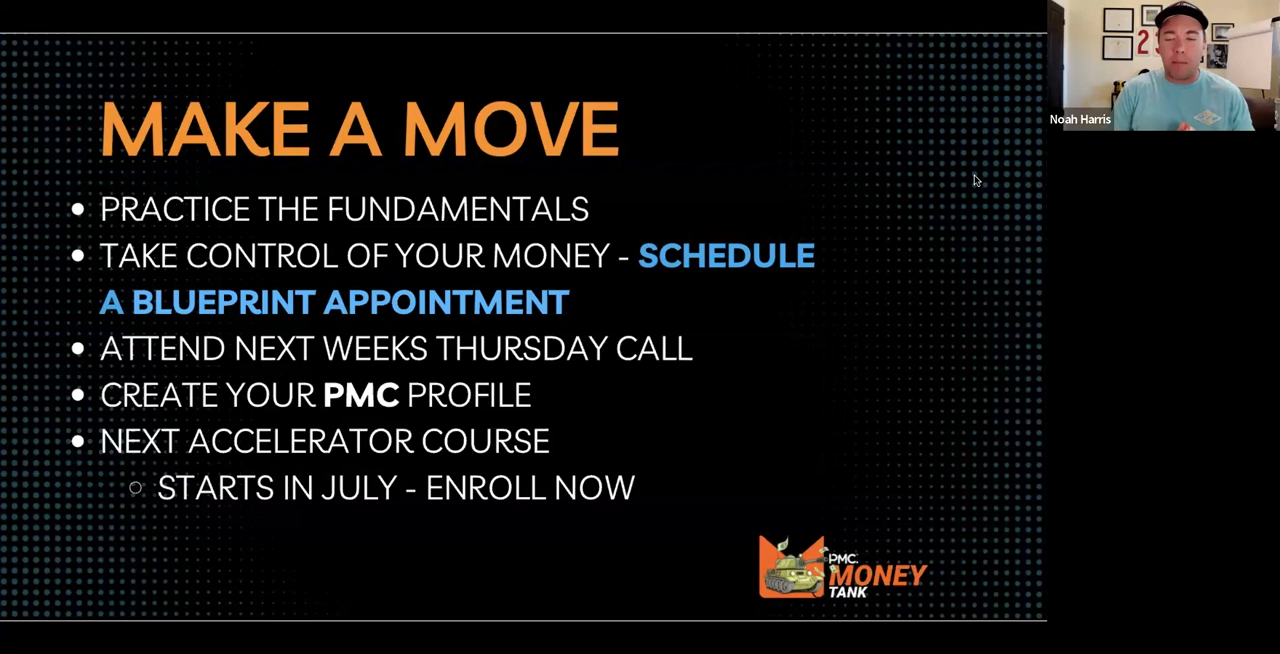 MAKE A MOVE
PRACTICE THE FUNDAMENTALS
TAKE CONTROL OF YOUR MONEY - SCHEDULE
A BLUEPRINT APPOINTMENT
ATTEND NEXT WEEKS THURSDAY CALL
CREATE YOUR PMC PROFILE
NEXT ACCELERATOR COURSE
STARTS IN JULY - ENROLL NOW
PMC
MONEY
TANK
Noah Harris